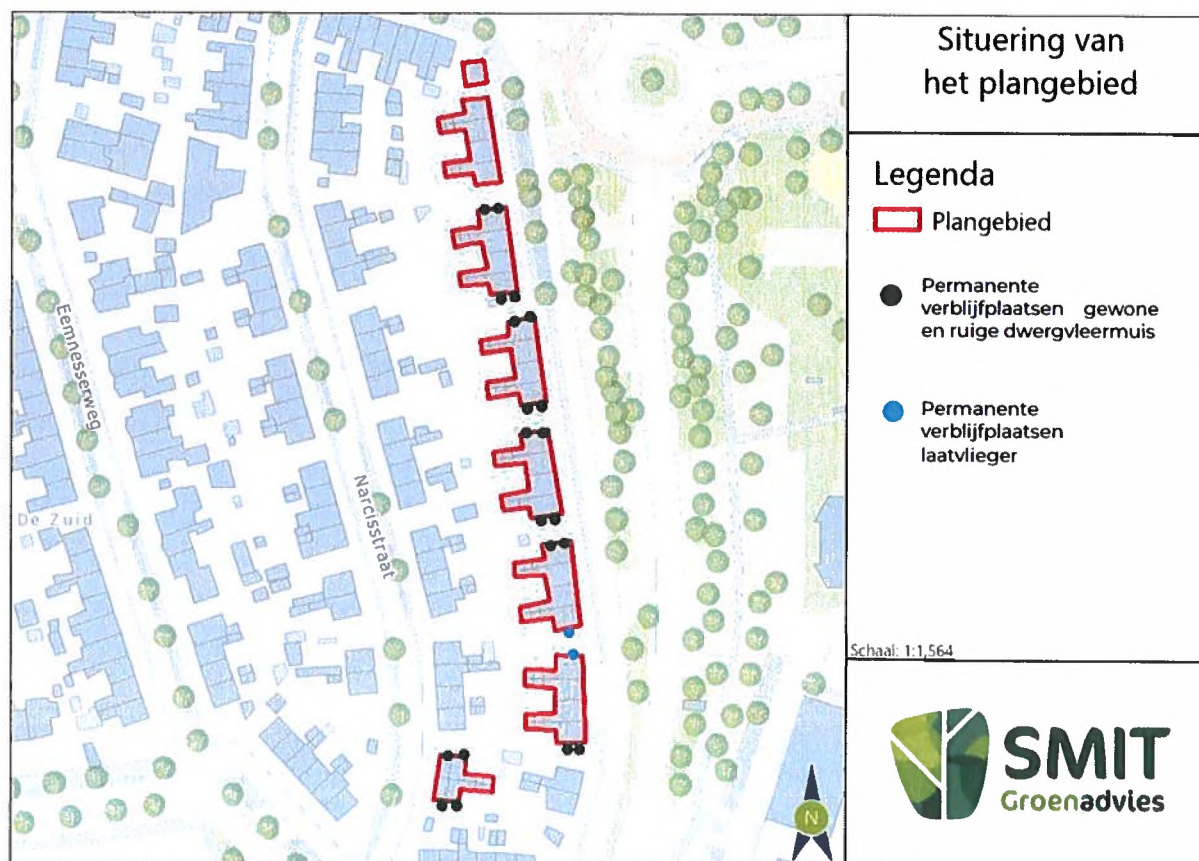 Situering van
het plangebied
Legenda
Plangebied
Permanente
verblijfplaatsen gewone
en ruige dwergvleermuis
Permanente
verblijfplaatsen
laatvlieger
Schaal: 1:1,564
SMIT
Groenadvies
Eemnesserweg
Narcisstraat
De Zuid
N